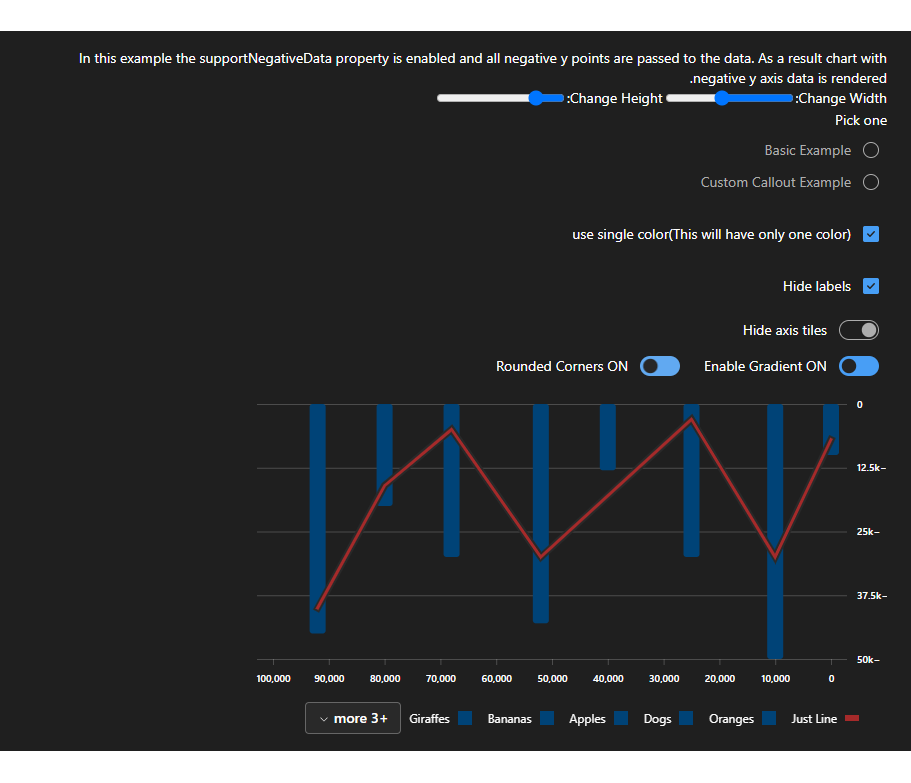 In this example the supportNegativeData property is enabled and all negative y points are passed to the data. As a result chart with
.negative y axis data is rendered
:Change Height :Change Width
Pick one
Basic Example
Custom Callout Example
use single color(This will have only one color)
Hide labels
Hide axis tiles
Rounded Corners ON Enable Gradient ON
0
12.5k−
25k−
37.5k−
50k−
100,000 90,000 80,000 70,000 60,000 50,000 40,000 30,000 20,000 10,000 0
more 3+ Giraffes Bananas Apples Dogs Oranges Just Line